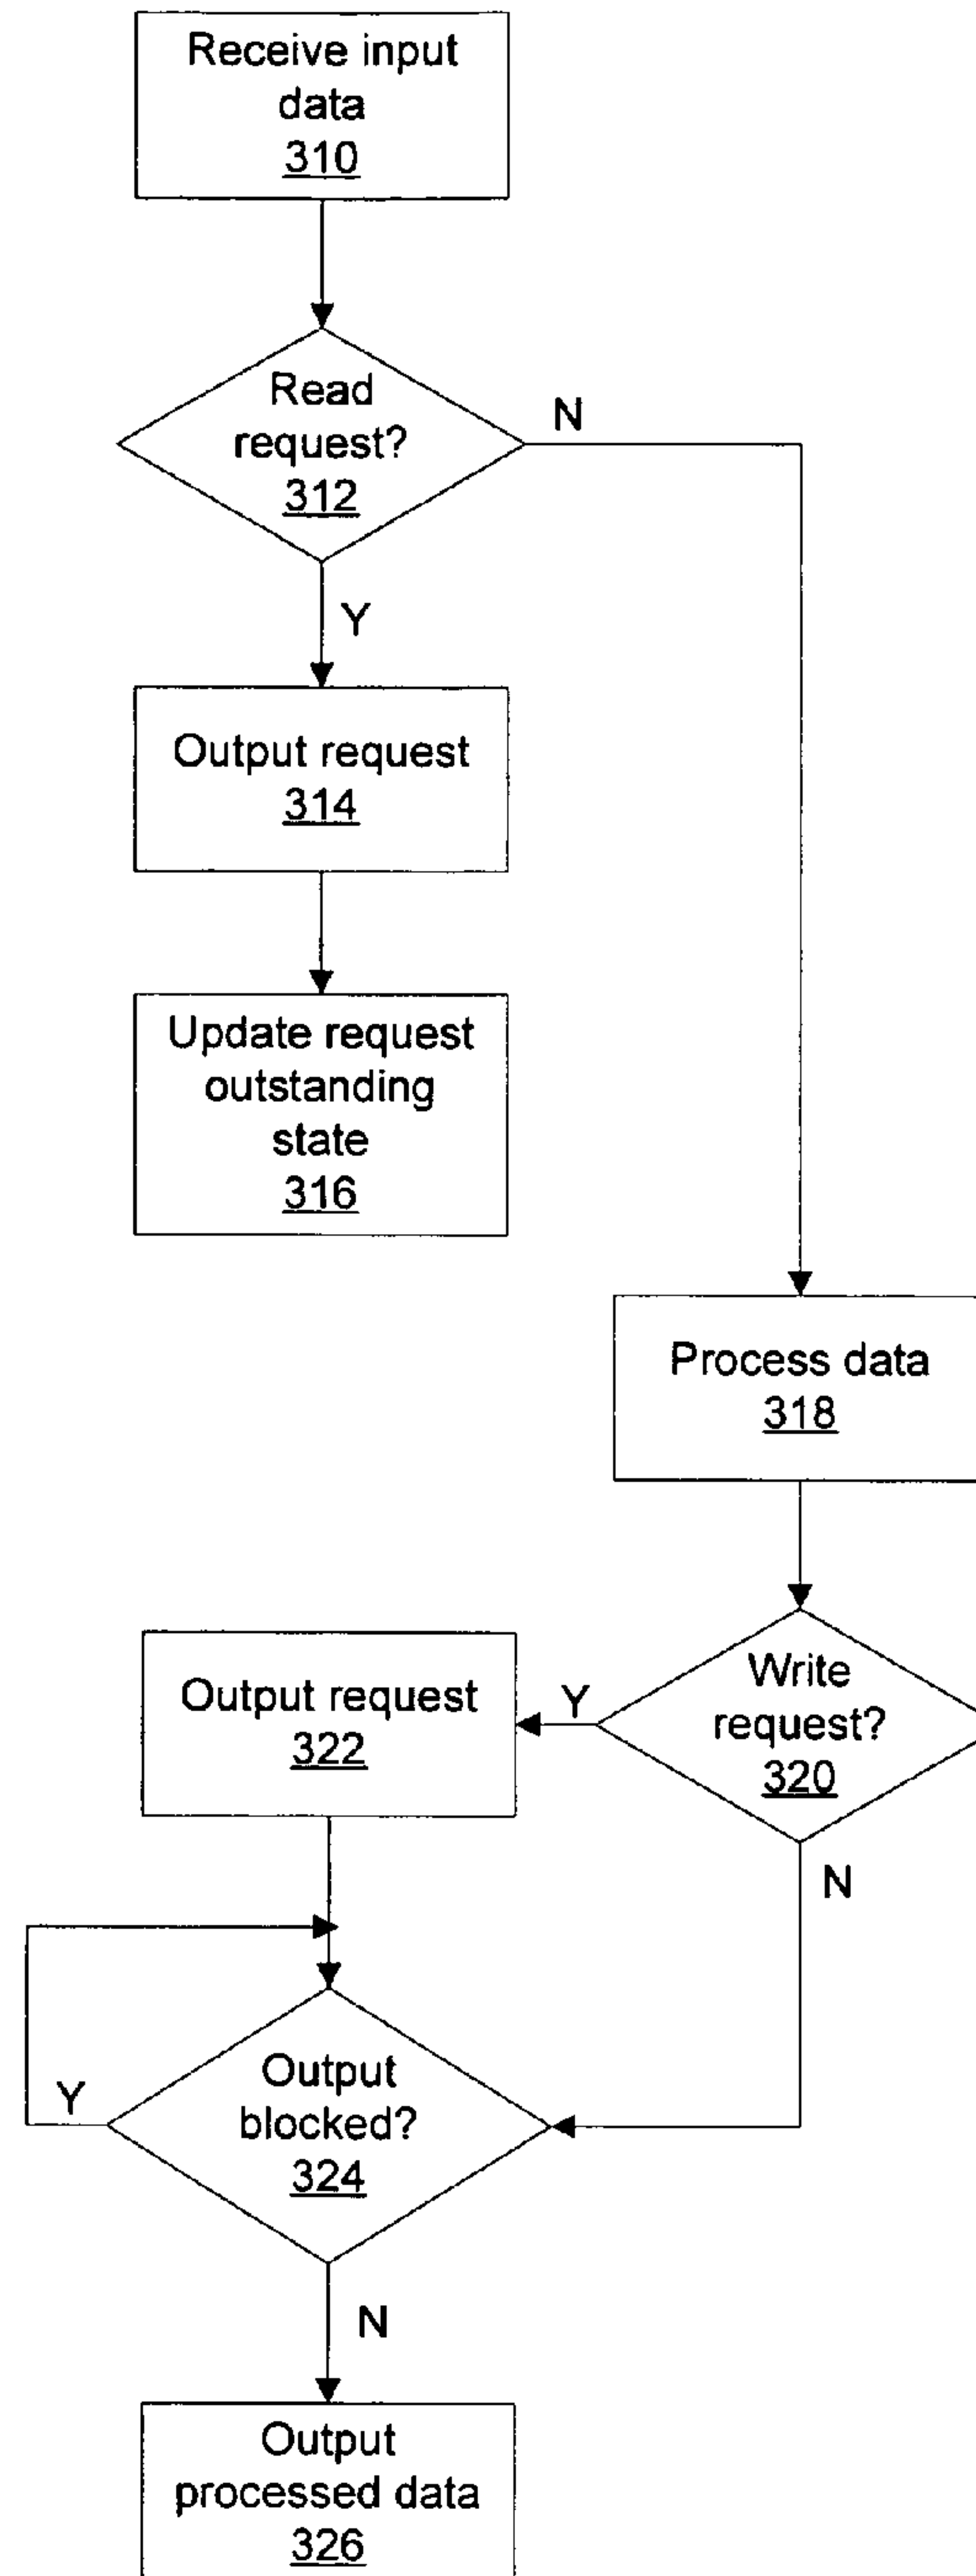 Receive input
data
310
Read
request?
312
N
Y
Output request
314
Update request
outstanding
state
316
Process data
318
Write
request?
320
Y
Output request
322
N
Output
blocked?
324
Y
N
Output
processed data
326